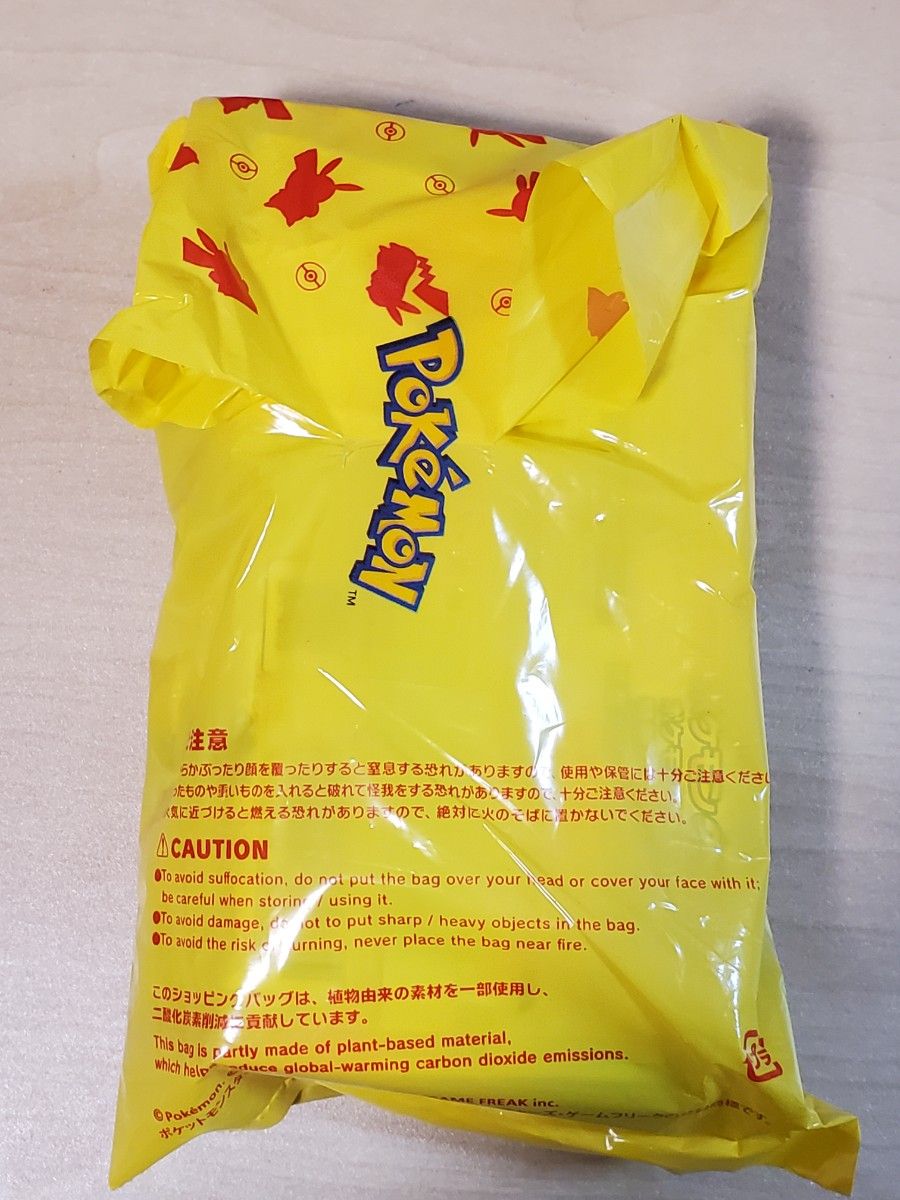 POKéMON
TM
注意
らかぶったり顔を覆ったりすると窒息する恐れがありますので、使用や保管には十分ご注意くださ
ったものや重いものを入れると破れて怪我をする恐れがありますので、十分ご注意ください。
気に近づけると燃える恐れがありますので、絶対に火のそばに置かないでください。
⚠CAUTION
●To avoid suffocation, do not put the bag over your head or cover your face with it;
be careful when storing / using it.
●To avoid damage, do not to put sharp / heavy objects in the bag.
●To avoid the risk of burning, never place the bag near fire.
このショッピングバッグは、植物由来の素材を一部使用し、
二酸化炭素削減に貢献しています。
This bag is partly made of plant-based material,
which helps reduce global-warming carbon dioxide emissions.
プラ
©Pokémon.
GAME FREAK inc.
ポケットモンス
ズ・ゲームフリーク
です。